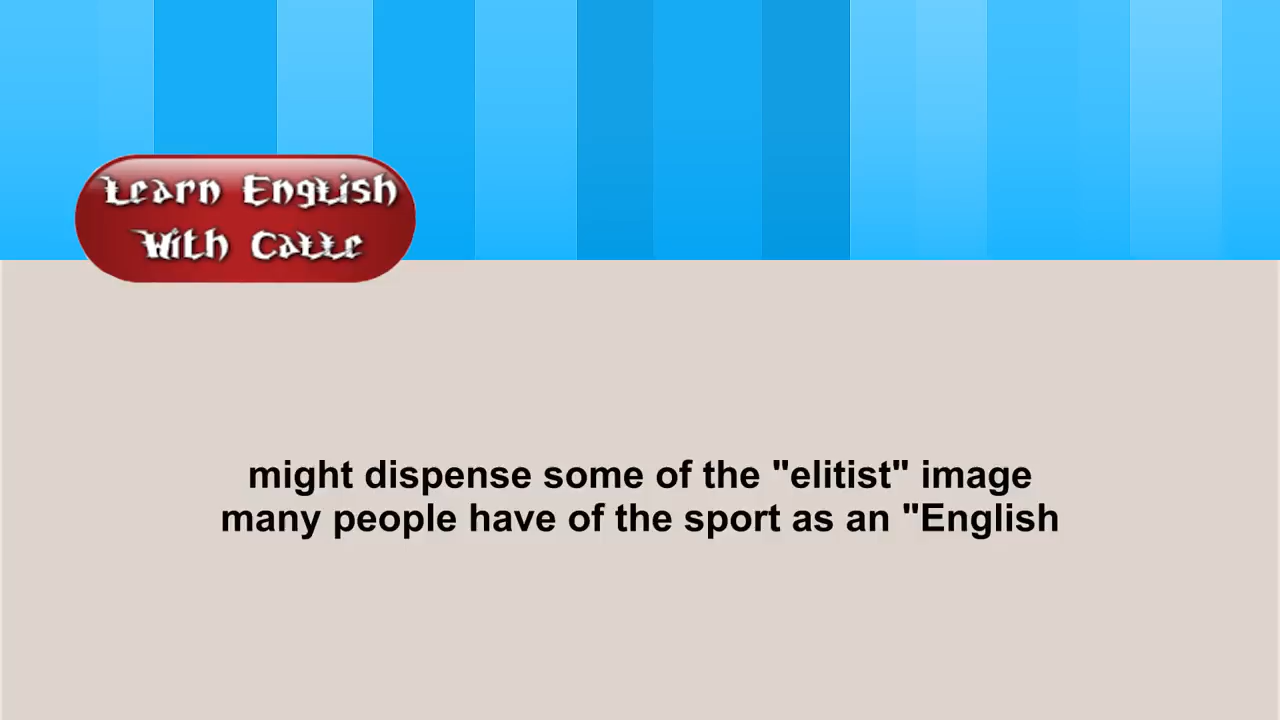 Learn English
With Calle
might dispense some of the "elitist" image
many people have of the sport as an "English